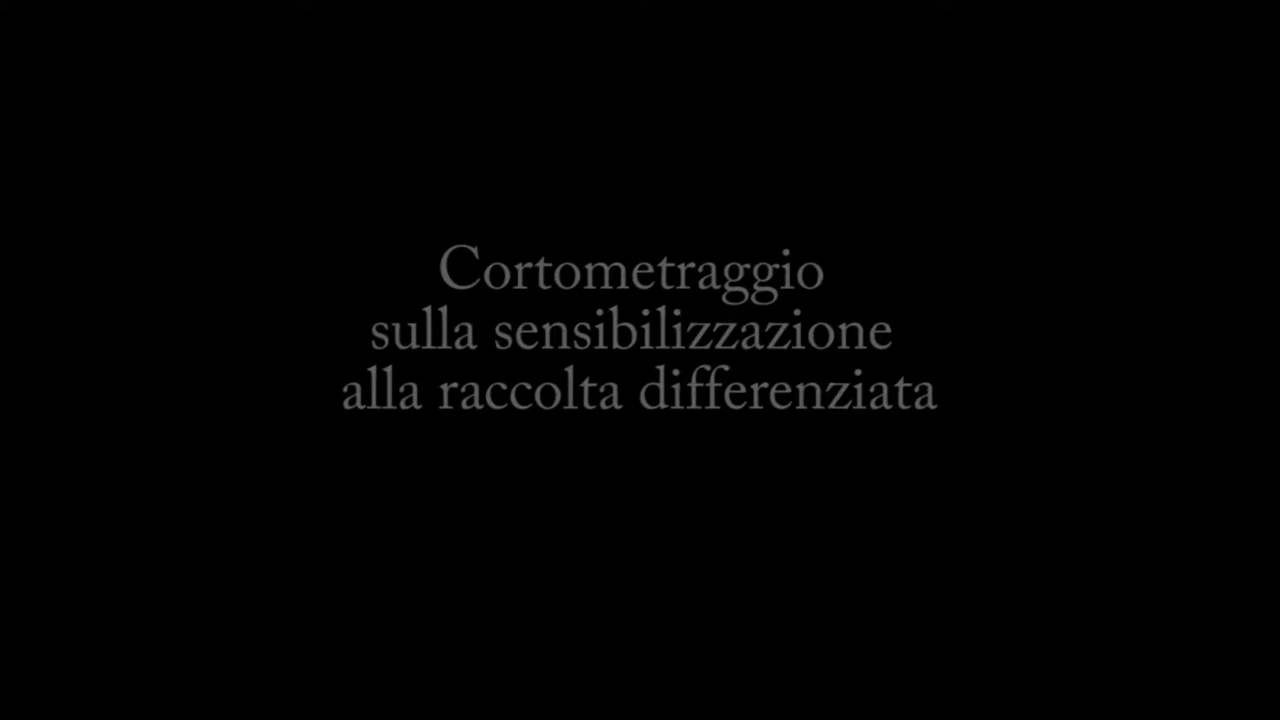 Cortometraggio
sulla sensibilizzazione
alla raccolta differenziata